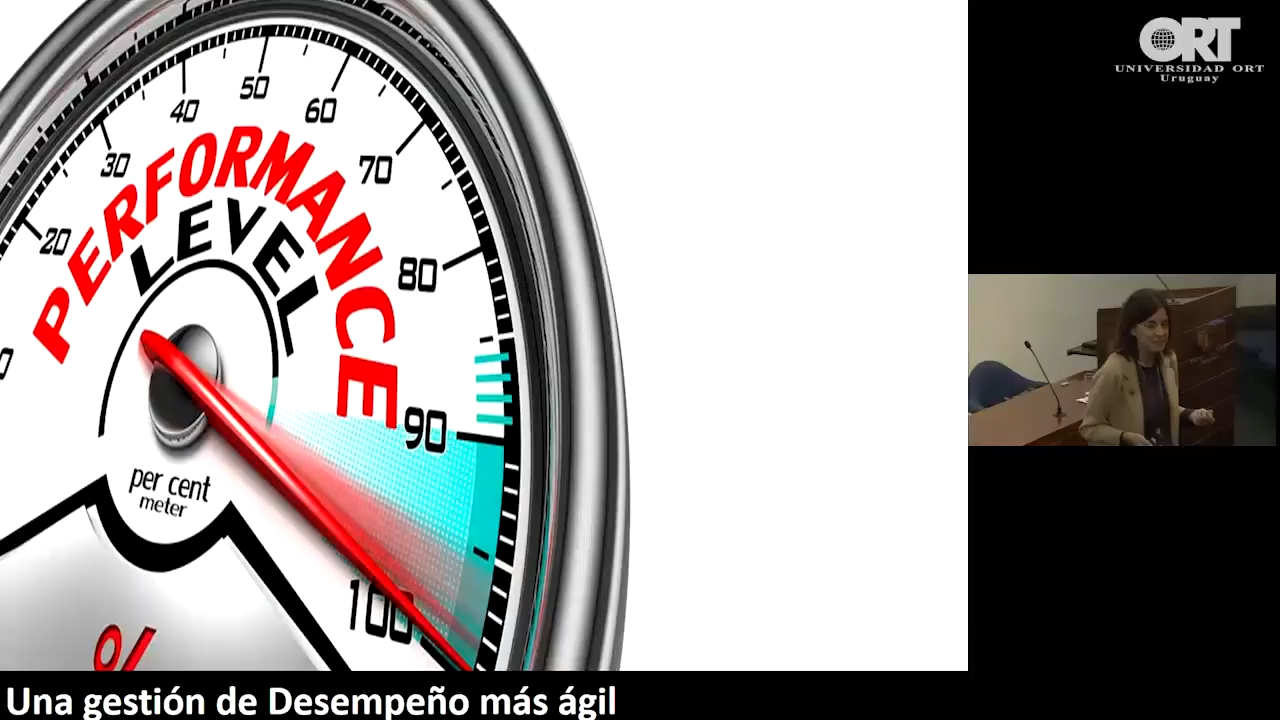 20
30
40
50
60
70
80
90
100
PERFORMANCE
LEVEL
per cent
meter
%
Una gestión de Desempeño más ágil
ORT
UNIVERSIDAD ORT
Uruguay